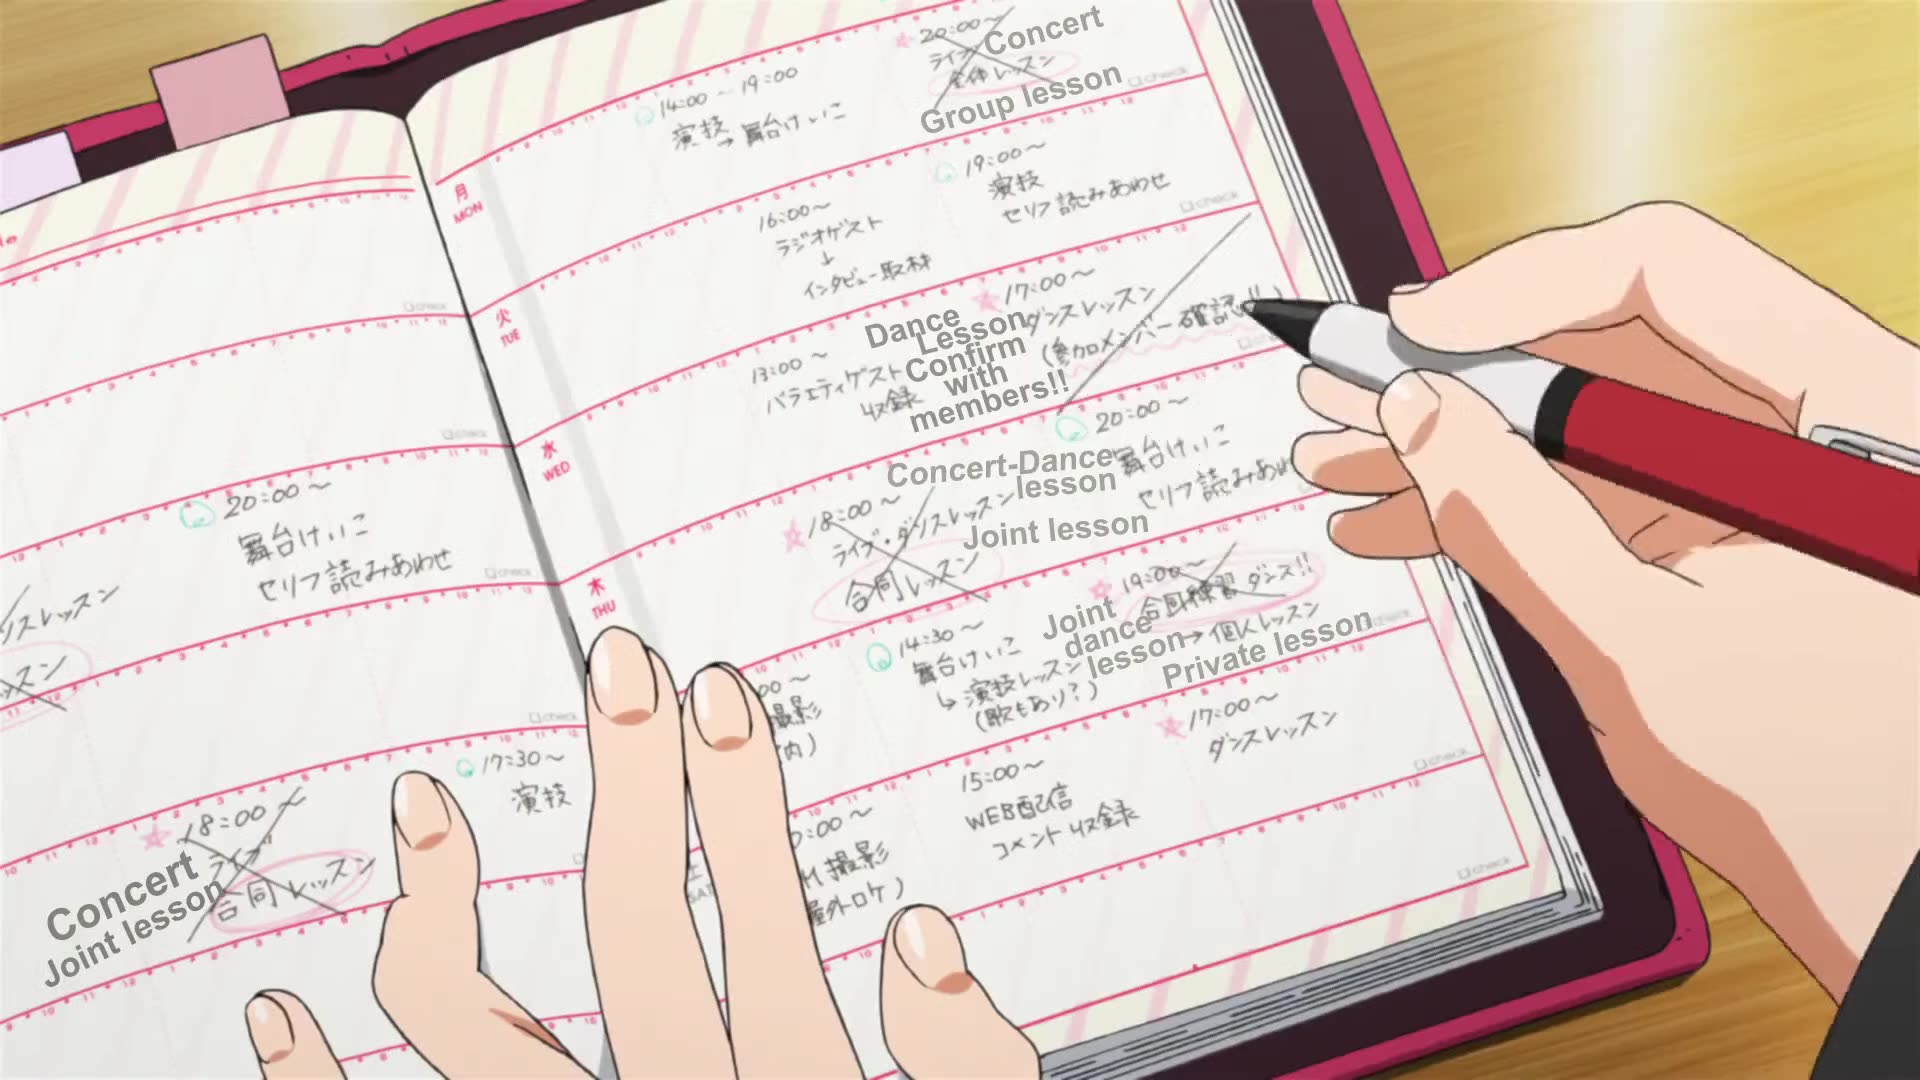 check
check
20:00~
舞台けいこ
セリフ読みあわせ
check
スレッスン
check
17:30~
演技
18:00~
ライブ
合同レッスン
Concert
Joint lesson
月
MON
14:00~19:00
演技→舞台けいこ
20:00~
ライブ
全体レッスン
Concert
Group lesson
check
火
TUE
16:00~
ラジオゲスト
↓
インタビュー取材
19:00~
演技
セリフ読みあわせ
check
水
WED
13:00~
バラエティゲスト
収録
17:00~
ダンスレッスン
(参加メンバー確認!!)
Dance
Lesson
Confirm
with
members!!
木
THU
18:00~
ライブ・ダンスレッスン
合同レッスン
Concert-Dance
lesson
Joint lesson
20:00~
舞台けいこ
セリフ読みあわ
00~
撮影
内)
14:30~
舞台けいこ
↳演技レッスン
(歌もあり?)
19:00~
合同練習 ダンス!!
→個人レッスン
Joint
dance
lesson
Private lesson
check
SAT
:00~
撮影
屋外ロケ)
15:00~
WEB配信
コメント収録
17:00~
ダンスレッスン
check
check